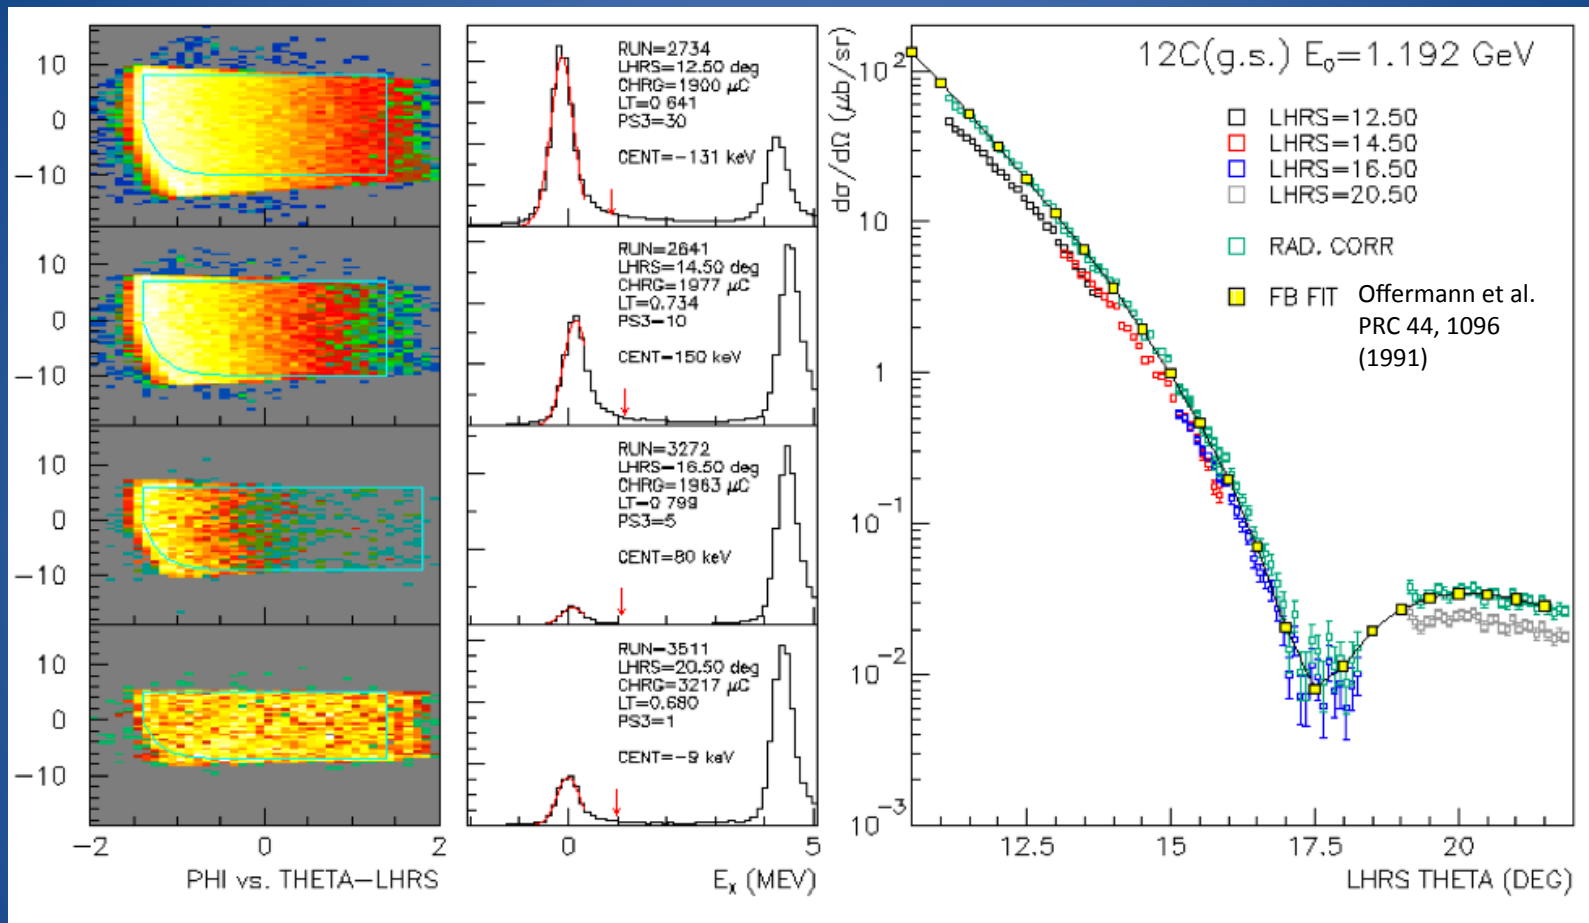 10
0
−10
10
0
−10
10
0
−10
10
0
−10
−2 0 2
PHI vs. THETA−LHRS
RUN=2734
LHRS=12.50 deg
CHRG=1900 μC
LT=0.641
PS3=30
CENT=−131 keV
RUN=2641
LHRS=14.50 deg
CHRG=1977 μC
LT=0.734
PS3=10
CENT=150 keV
RUN=3272
LHRS=16.50 deg
CHRG=1963 μC
LT=0.799
PS3=5
CENT=80 keV
RUN=3511
LHRS=20.50 deg
CHRG=3217 μC
LT=0.680
PS3=1
CENT=−9 keV
0 5
Eₓ (MEV)
dσ/dΩ (μb/sr)
10²
10
1
10⁻¹
10⁻²
10⁻³
12C(g.s.) E₀=1.192 GeV
LHRS=12.50
LHRS=14.50
LHRS=16.50
LHRS=20.50
RAD. CORR
FB FIT Offermann et al.
PRC 44, 1096
(1991)
12.5 15 17.5 20
LHRS THETA (DEG)